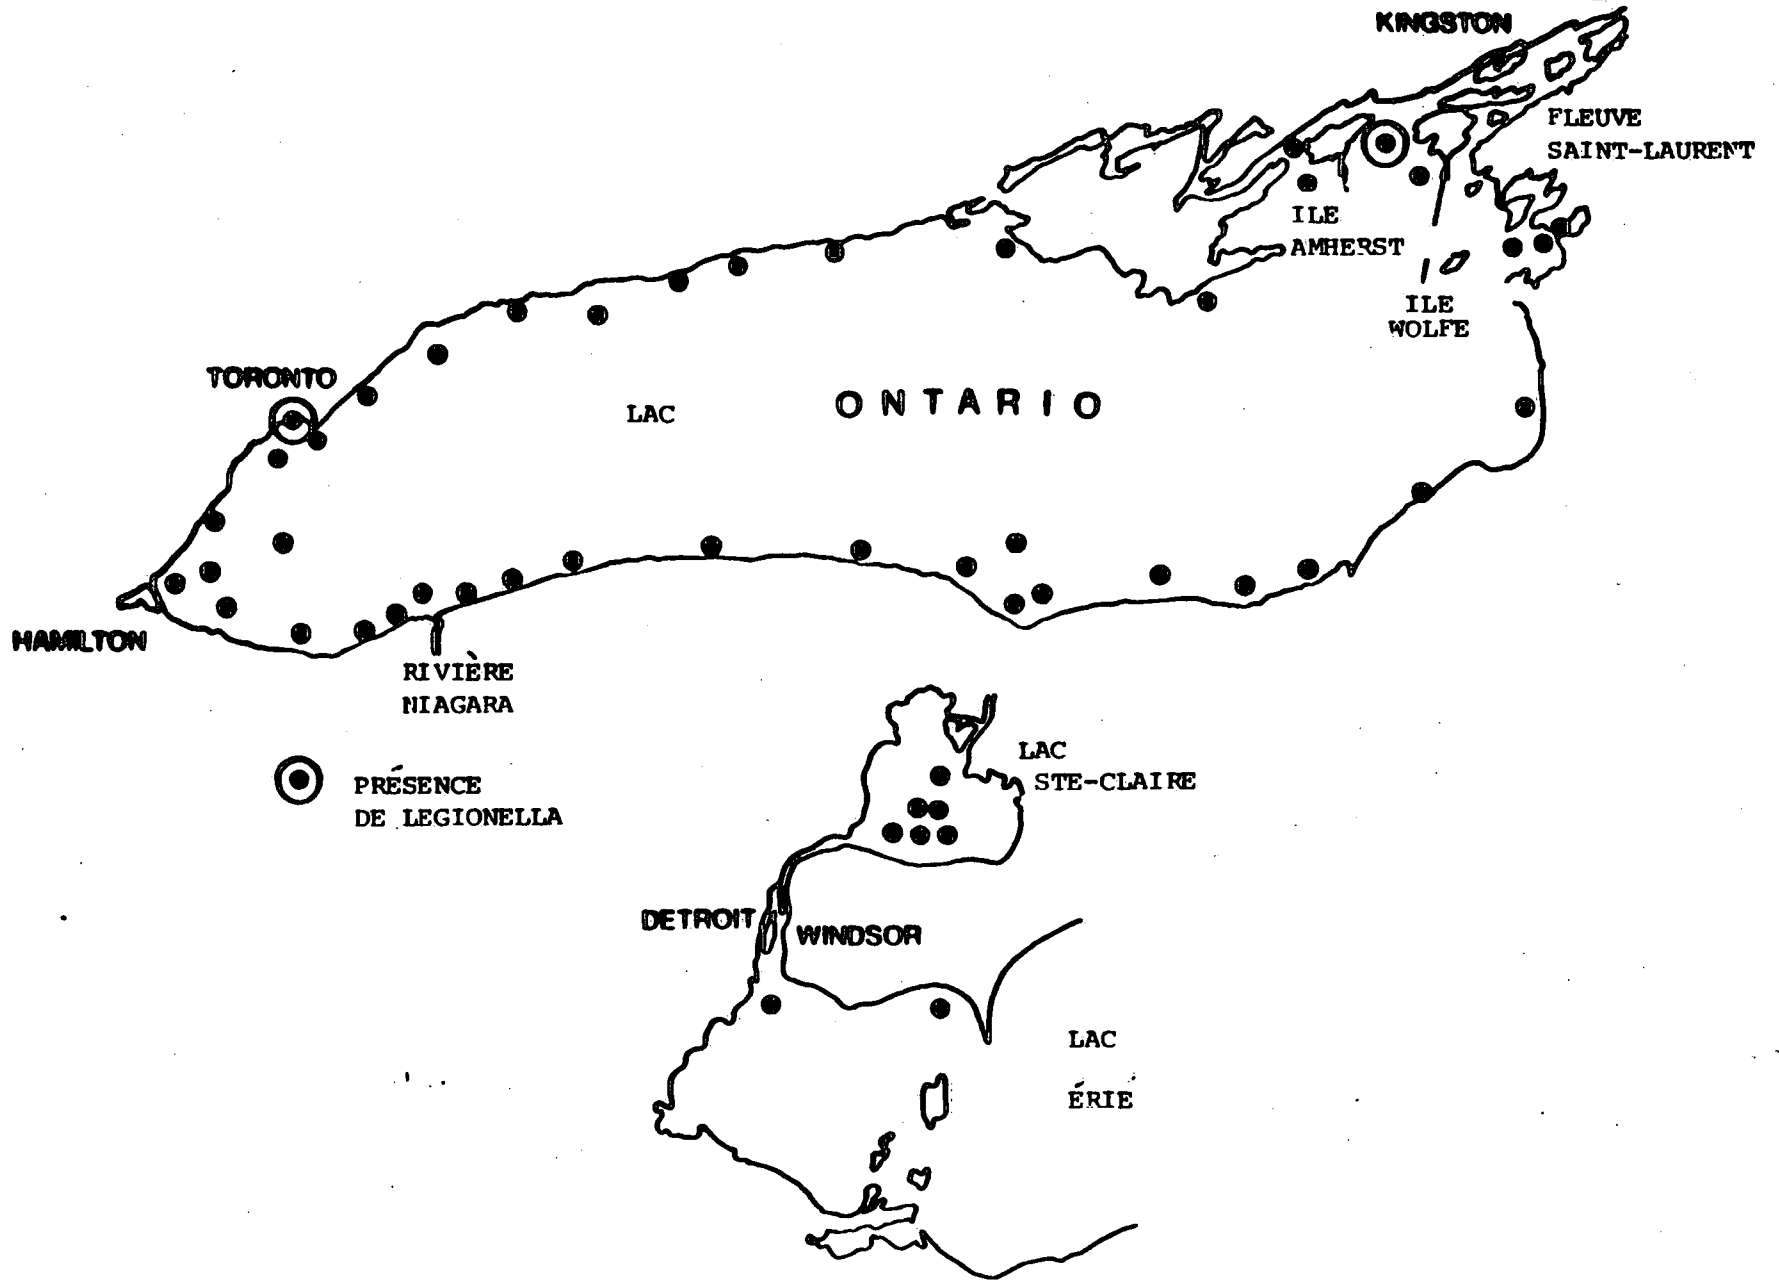 KINGSTON
FLEUVE
SAINT-LAURENT
ILE
AMHERST
ILE
WOLFE
TORONTO
LAC
ONTARIO
HAMILTON
RIVIÈRE
NIAGARA
PRÉSENCE
DE LEGIONELLA
LAC
STE-CLAIRE
DETROIT
WINDSOR
LAC
ÉRIE